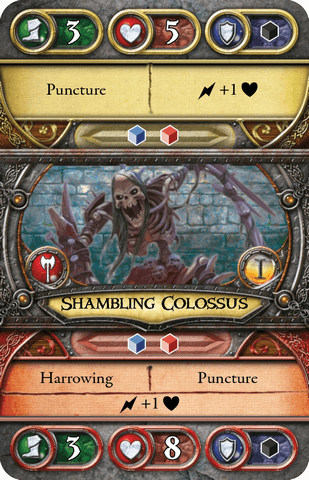 3 5
Puncture +1
I
SHAMBLING COLOSSUS
Harrowing Puncture
+1
3 8